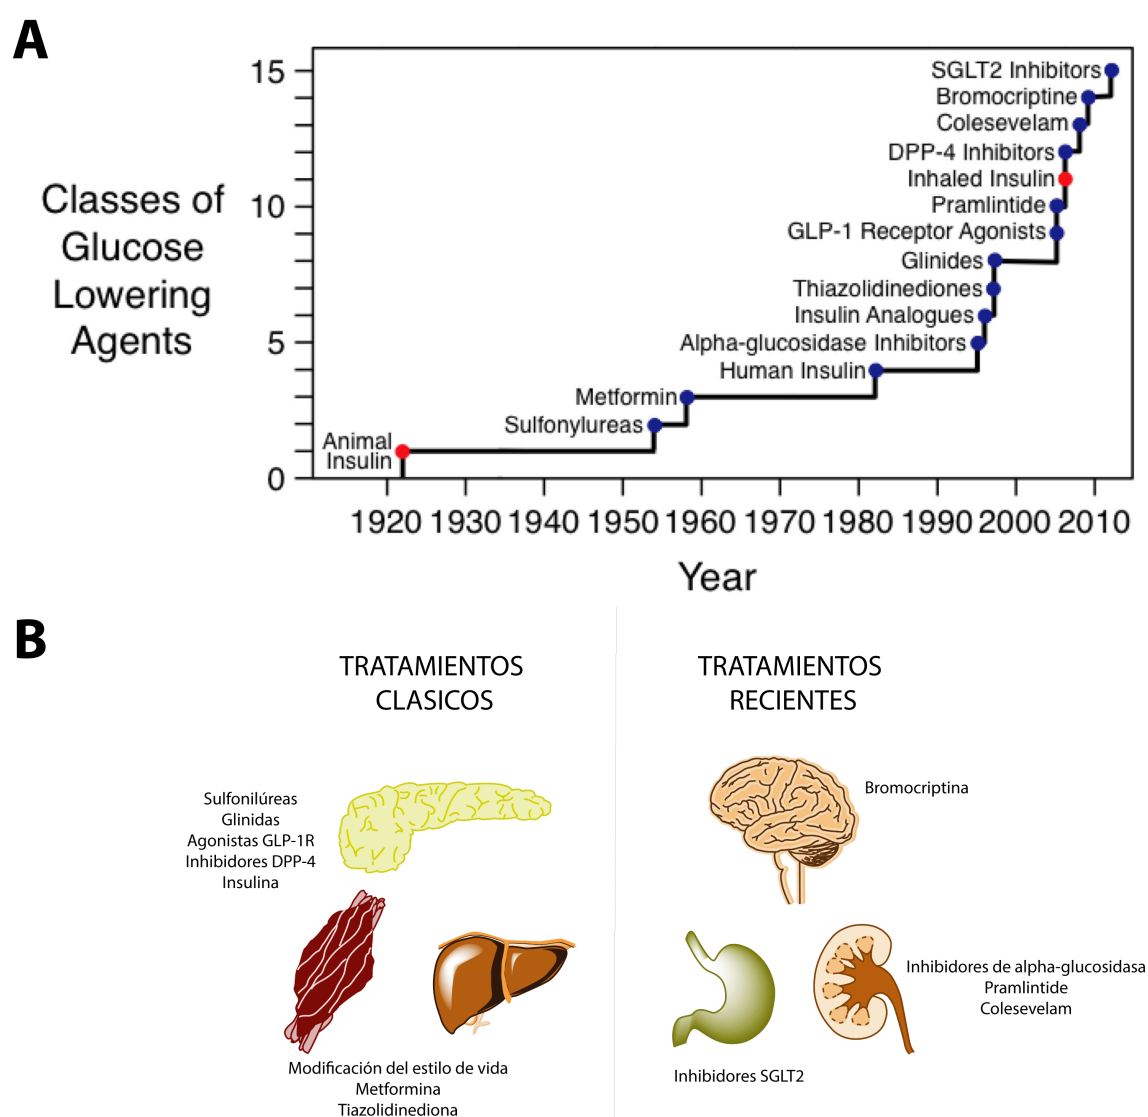 A
Classes of
Glucose
Lowering
Agents
15
10
5
0
SGLT2 Inhibitors
Bromocriptine
Colesevelam
DPP-4 Inhibitors
Inhaled Insulin
Pramlintide
GLP-1 Receptor Agonists
Glinides
Thiazolidinediones
Insulin Analogues
Alpha-glucosidase Inhibitors
Human Insulin
Metformin
Sulfonylureas
Animal
Insulin
1920 1930 1940 1950 1960 1970 1980 1990 2000 2010
Year
B
TRATAMIENTOS
CLASICOS
Sulfonilúreas
Glinidas
Agonistas GLP-1R
Inhibidores DPP-4
Insulina
Modificación del estilo de vida
Metformina
Tiazolidinediona
TRATAMIENTOS
RECIENTES
Bromocriptina
Inhibidores de alpha-glucosidasa
Pramlintide
Colesevelam
Inhibidores SGLT2